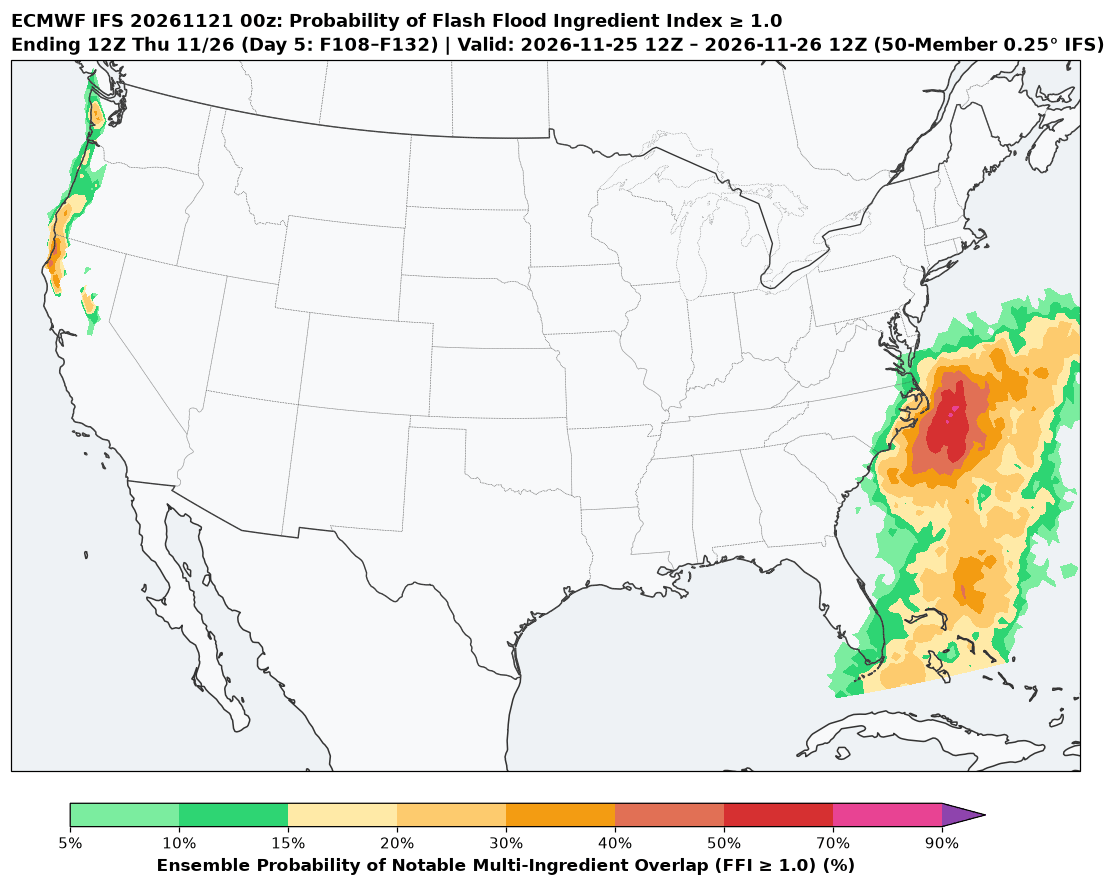 ECMWF IFS 20261121 00z: Probability of Flash Flood Ingredient Index ≥ 1.0
Ending 12Z Thu 11/26 (Day 5: F108–F132) | Valid: 2026-11-25 12Z – 2026-11-26 12Z (50-Member 0.25° IFS)
5% 10% 15% 20% 30% 40% 50% 70% 90%
Ensemble Probability of Notable Multi-Ingredient Overlap (FFI ≥ 1.0) (%)